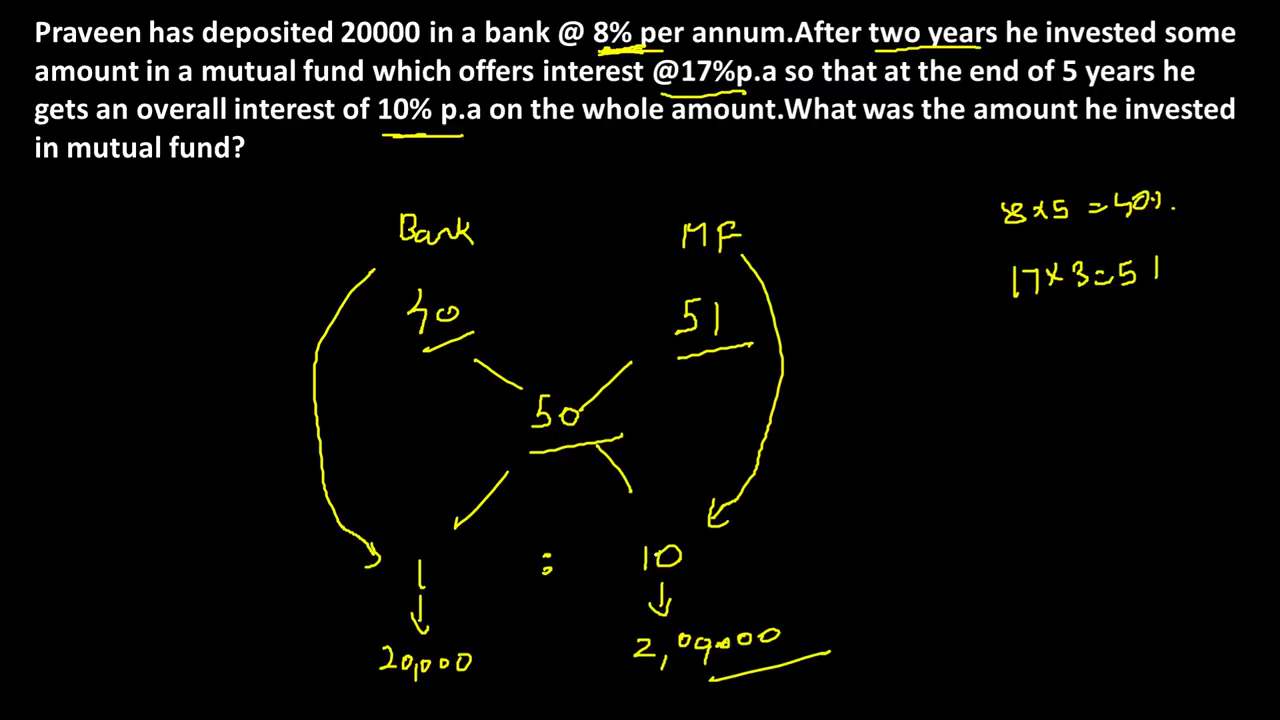 Praveen has deposited 20000 in a bank @ 8% per annum.After two years he invested some
amount in a mutual fund which offers interest @17%p.a so that at the end of 5 years he
gets an overall interest of 10% p.a on the whole amount.What was the amount he invested
in mutual fund?
8×5 =40%.
Bank MF
17×3=51
40 51
50
1 : 10
20,000 2,00,000